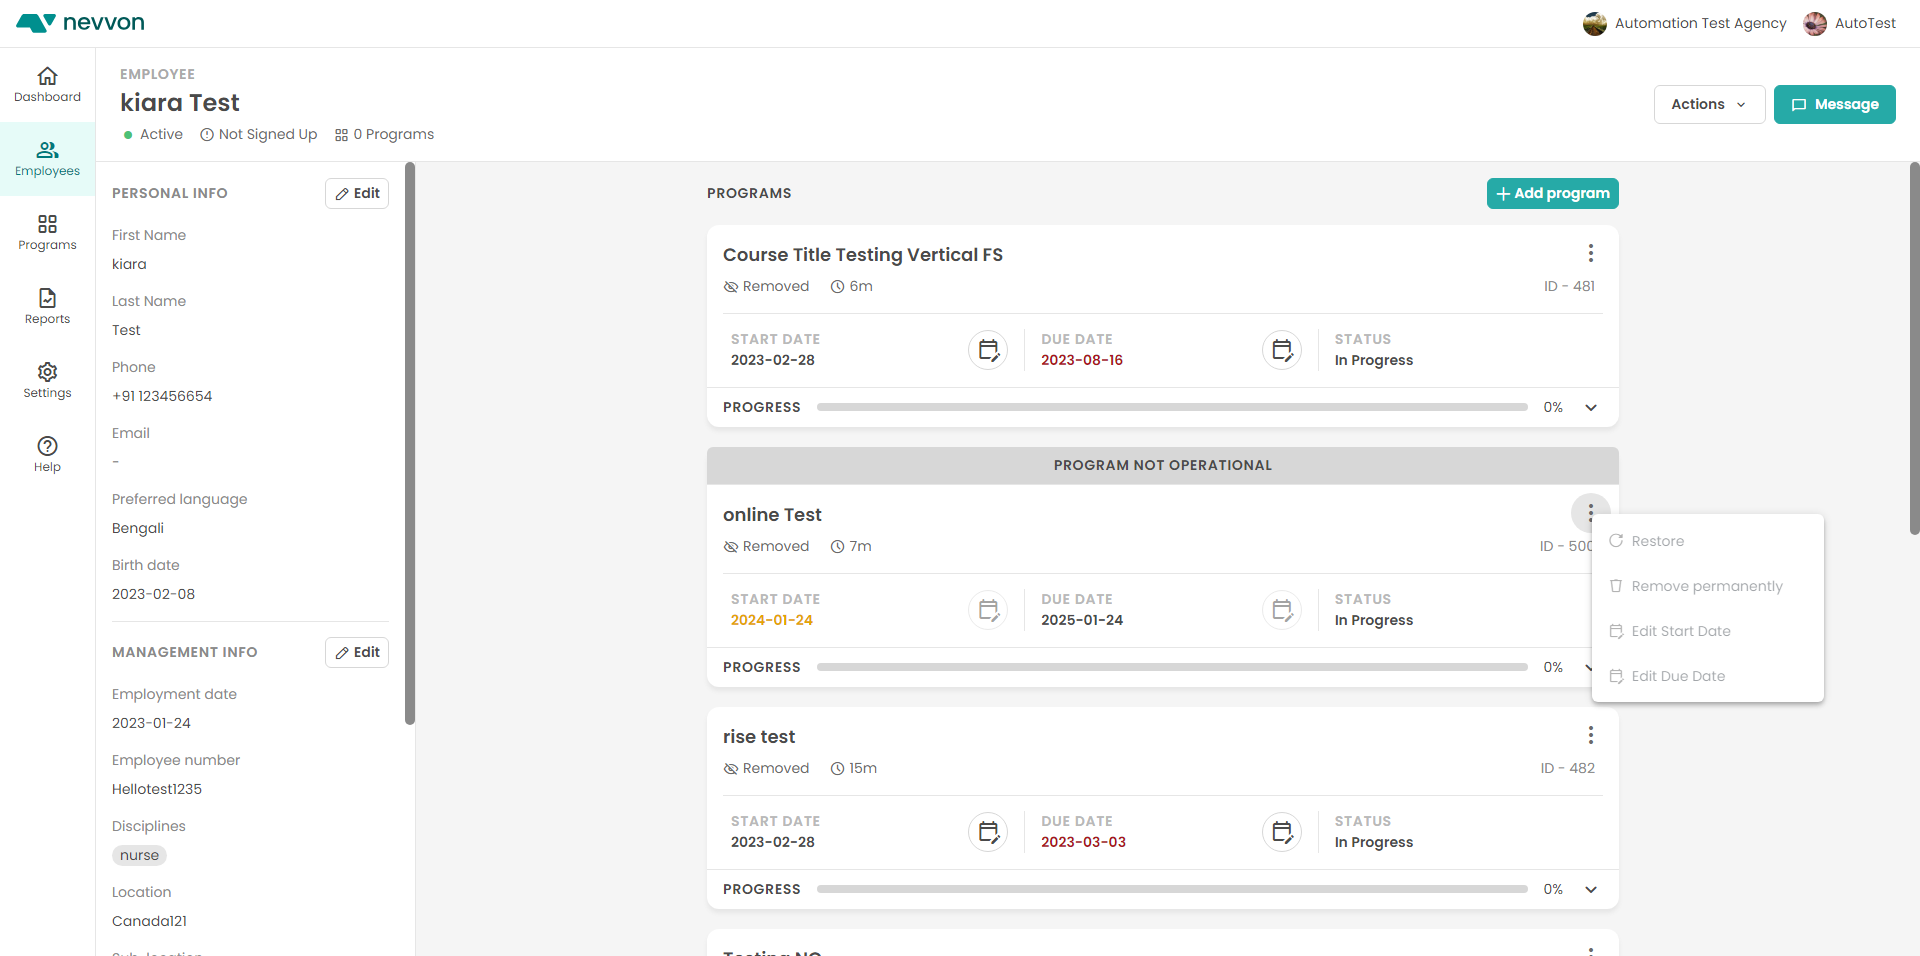 nevvon
Automation Test Agency
AutoTest
Dashboard
Employees
Programs
Reports
Settings
Help
EMPLOYEE
kiara Test
Active
Not Signed Up
0 Programs
Actions
Message
PERSONAL INFO
Edit
First Name
kiara
Last Name
Test
Phone
+91 123456654
Email
-
Preferred language
Bengali
Birth date
2023-02-08
MANAGEMENT INFO
Edit
Employment date
2023-01-24
Employee number
Hellotest1235
Disciplines
nurse
Location
Canada121
PROGRAMS
Add program
Course Title Testing Vertical FS
Removed
6m
ID - 481
START DATE
2023-02-28
DUE DATE
2023-08-16
STATUS
In Progress
PROGRESS
0%
PROGRAM NOT OPERATIONAL
online Test
Removed
7m
ID - 500
START DATE
2024-01-24
DUE DATE
2025-01-24
STATUS
In Progress
PROGRESS
0%
Restore
Remove permanently
Edit Start Date
Edit Due Date
rise test
Removed
15m
ID - 482
START DATE
2023-02-28
DUE DATE
2023-03-03
STATUS
In Progress
PROGRESS
0%